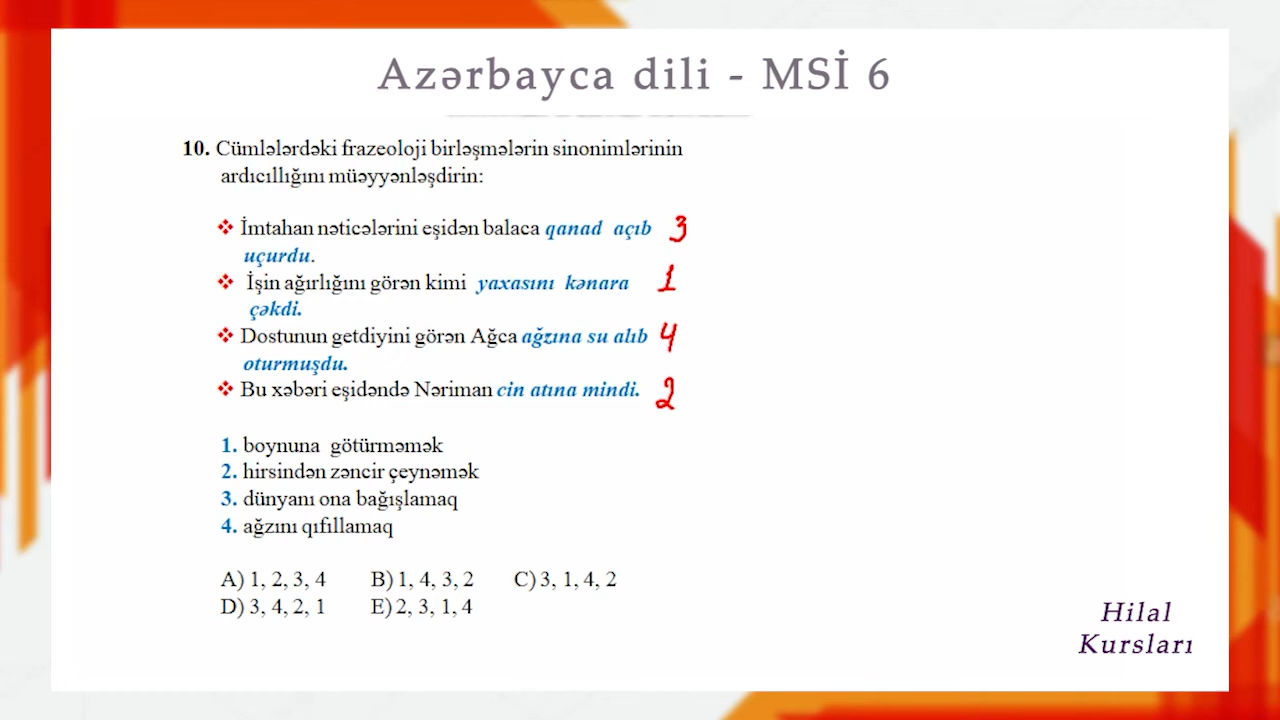 Azərbayca dili - MSİ 6
10. Cümlələrdəki frazeoloji birləşmələrin sinonimlərinin
ardıcıllığını müəyyənləşdirin:
❖ İmtahan nəticələrini eşidən balaca qanad açıb 3
uçurdu.
❖ İşin ağırlığını görən kimi yaxasını kənara 1
çəkdi.
❖ Dostunun getdiyini görən Ağca ağzına su alıb 4
oturmuşdu.
❖ Bu xəbəri eşidəndə Nəriman cin atına mindi. 2
1. boynuna götürməmək
2. hirsindən zəncir çeynəmək
3. dünyanı ona bağışlamaq
4. ağzını qıfıllamaq
A) 1, 2, 3, 4 B) 1, 4, 3, 2 C) 3, 1, 4, 2
D) 3, 4, 2, 1 E) 2, 3, 1, 4
Hilal
Kursları